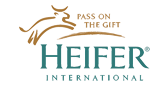 PASS ON
THE GIFT
HEIFER®
INTERNATIONAL